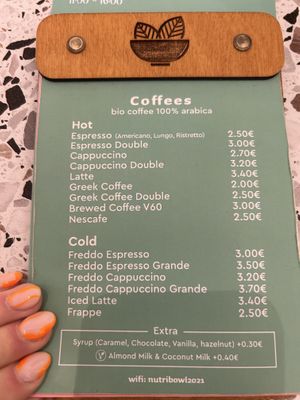 11:00 - 16:00
Coffees
bio coffee 100% arabica
Hot
Espresso (Americano, Lungo, Ristretto) 2.50€
Espresso Double 3.00€
Cappuccino 2.70€
Cappuccino Double 3.20€
Latte 3.40€
Greek Coffee 2.00€
Greek Coffee Double 2.50€
Brewed Coffee V60 3.00€
Nescafe 2.50€
Cold
Freddo Espresso 3.00€
Freddo Espresso Grande 3.50€
Freddo Cappuccino 3.20€
Freddo Cappuccino Grande 3.70€
Iced Latte 3.40€
Frappe 2.50€
Extra
Syrup (Caramel, Chocolate, Vanilla, hazelnut) +0.30€
Almond Milk & Coconut Milk +0.40€
wifi: nutribowl2021